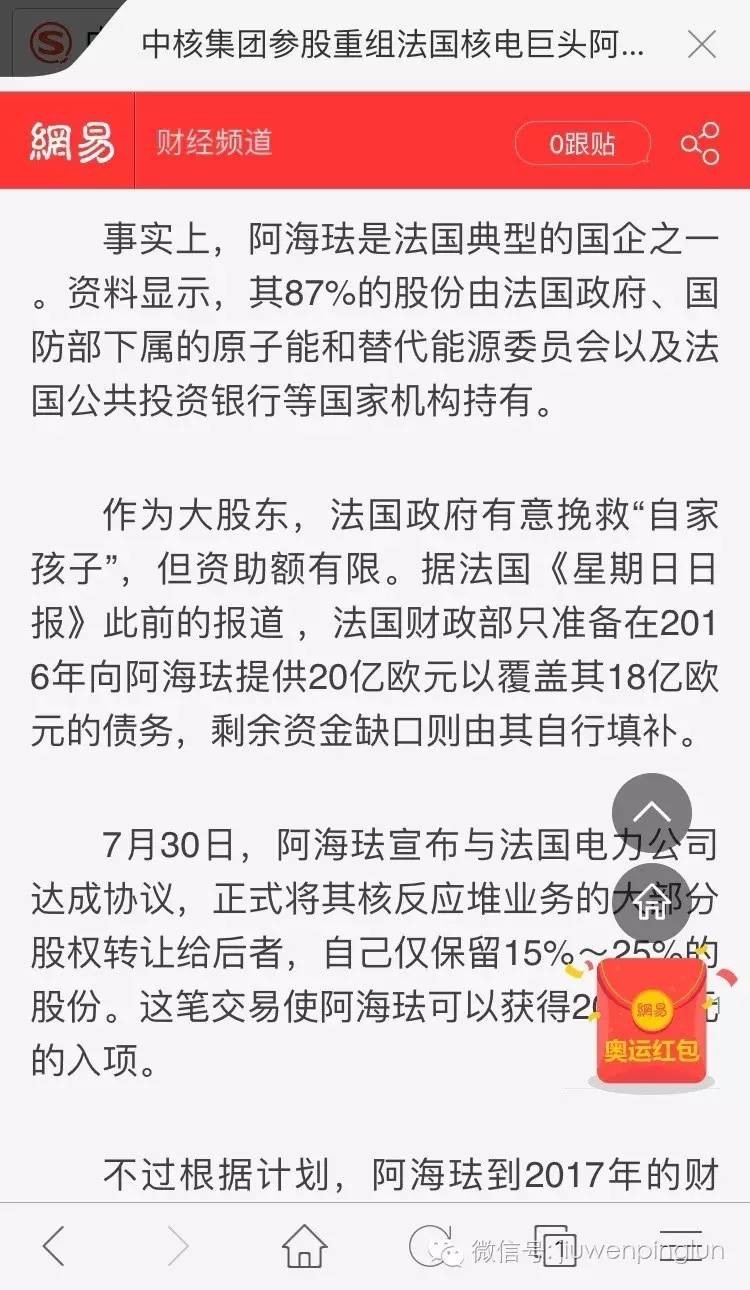 中核集团参股重组法国核电巨头阿...
網易
财经频道
0跟贴
事实上，阿海珐是法国典型的国企之一
。资料显示，其87%的股份由法国政府、国
防部下属的原子能和替代能源委员会以及法
国公共投资银行等国家机构持有。
作为大股东，法国政府有意挽救“自家
孩子”，但资助额有限。据法国《星期日日
报》此前的报道，法国财政部只准备在201
6年向阿海珐提供20亿欧元以覆盖其18亿欧
元的债务，剩余资金缺口则由其自行填补。
7月30日，阿海珐宣布与法国电力公司
达成协议，正式将其核反应堆业务的大部分
股权转让给后者，自己仅保留15%～25%的
股份。这笔交易使阿海珐可以获得2
的入项。
網易
奥运红包
不过根据计划，阿海珐到2017年的财
1
微信号: liuwenpinglun